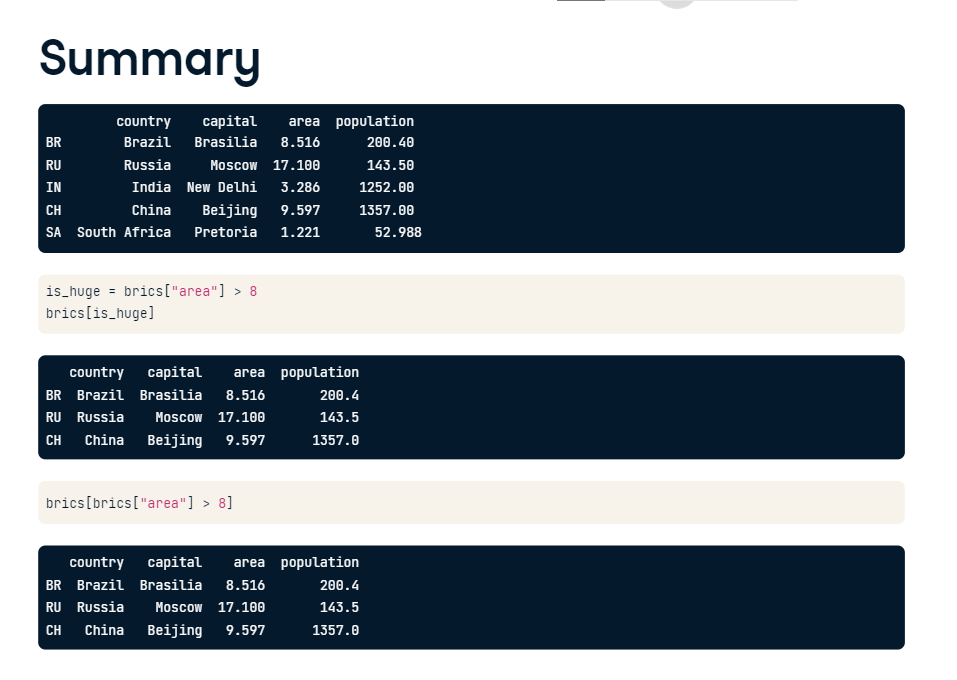 Summary
country capital area population
BR Brazil Brasilia 8.516 200.40
RU Russia Moscow 17.100 143.50
IN India New Delhi 3.286 1252.00
CH China Beijing 9.597 1357.00
SA South Africa Pretoria 1.221 52.988
is_huge = brics["area"] > 8
brics[is_huge]
country capital area population
BR Brazil Brasilia 8.516 200.4
RU Russia Moscow 17.100 143.5
CH China Beijing 9.597 1357.0
brics[brics["area"] > 8]
country capital area population
BR Brazil Brasilia 8.516 200.4
RU Russia Moscow 17.100 143.5
CH China Beijing 9.597 1357.0